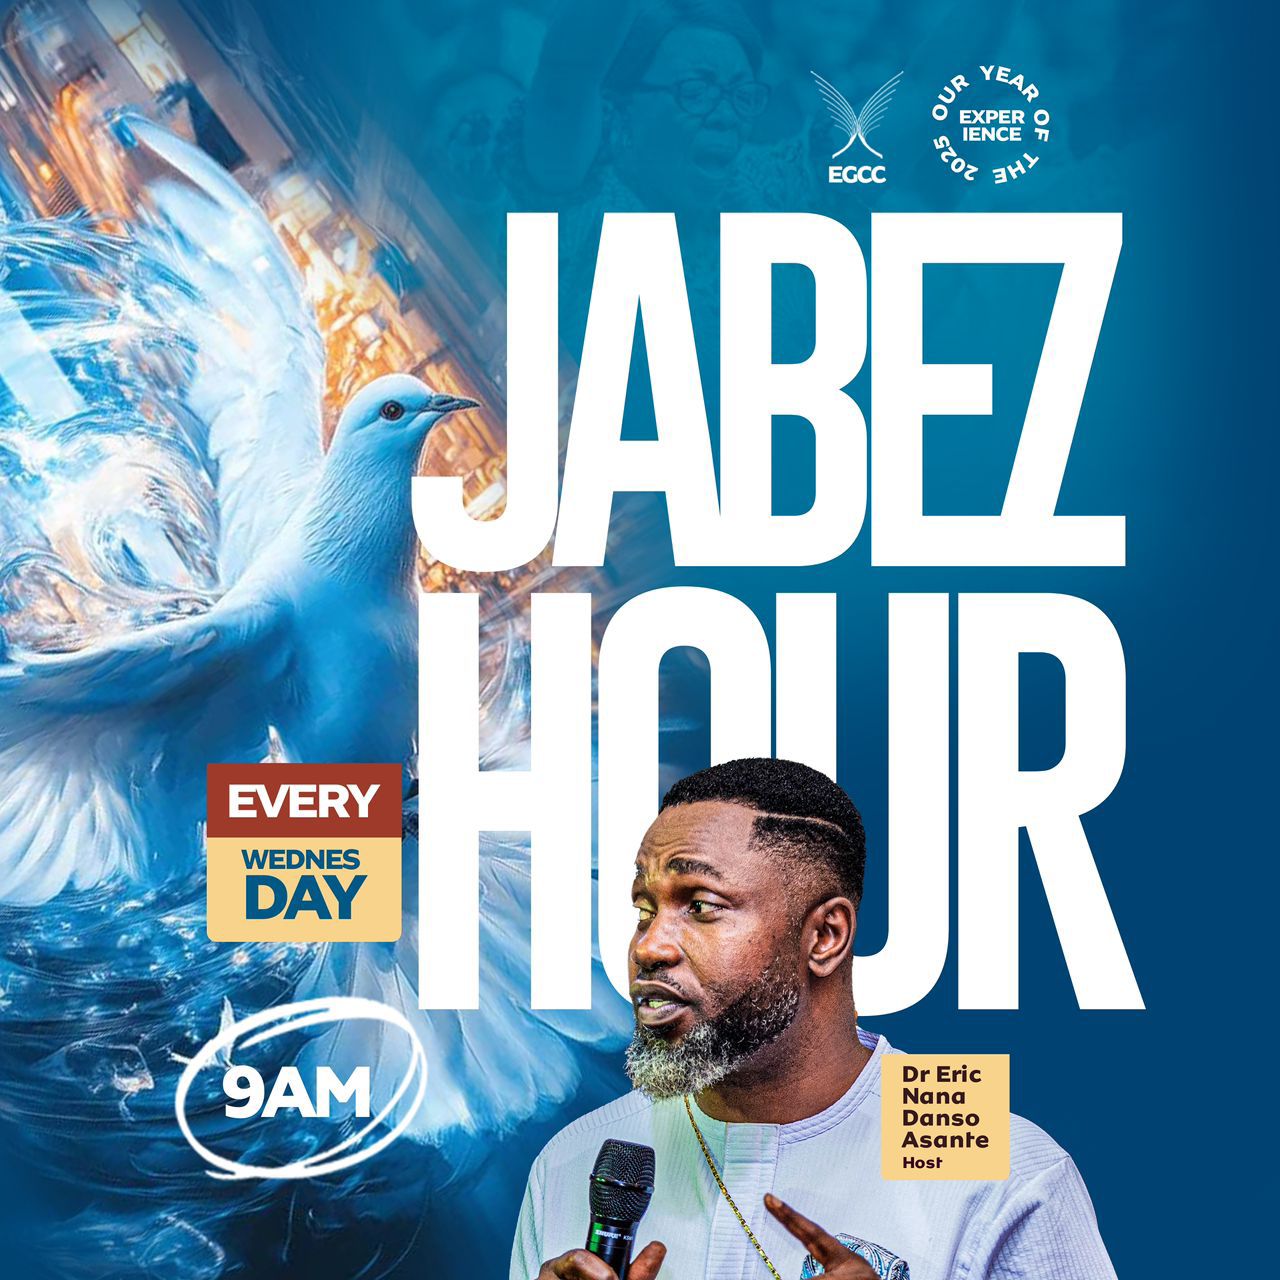 EGCC
2025 OUR YEAR OF THE
EXPER
IENCE
JABEZ
HOUR
EVERY
WEDNES
DAY
9AM
Dr Eric
Nana
Danso
Asante
Host